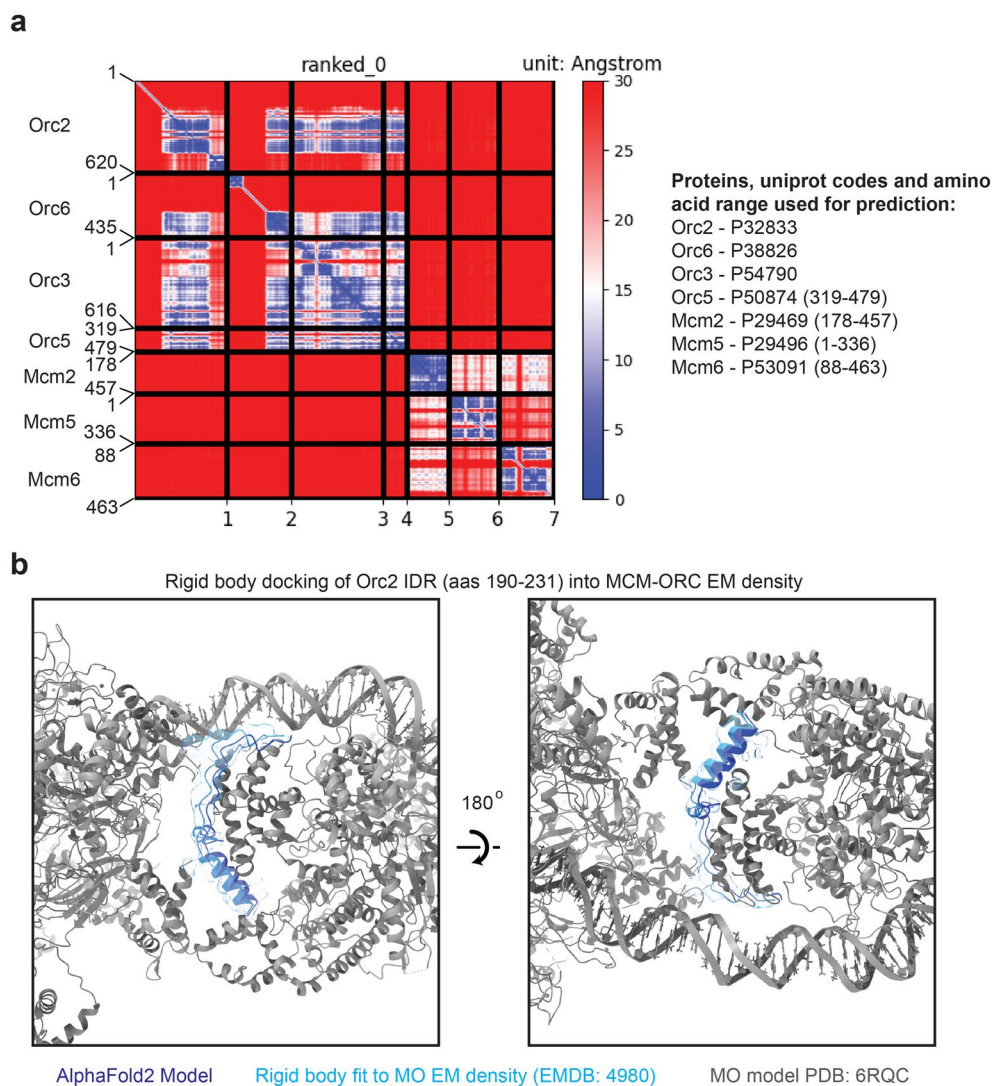 a
ranked_0 unit: Angstrom
1
Orc2
620
1
Orc6
435
1
Orc3
616
319
Orc5
479
178
Mcm2
457
1
Mcm5
336
88
Mcm6
463
1 2 3 4 5 6 7
30
25
20
15
10
5
0
Proteins, uniprot codes and amino
acid range used for prediction:
Orc2 - P32833
Orc6 - P38826
Orc3 - P54790
Orc5 - P50874 (319-479)
Mcm2 - P29469 (178-457)
Mcm5 - P29496 (1-336)
Mcm6 - P53091 (88-463)
b
Rigid body docking of Orc2 IDR (aas 190-231) into MCM-ORC EM density
180°
AlphaFold2 Model Rigid body fit to MO EM density (EMDB: 4980) MO model PDB: 6RQC